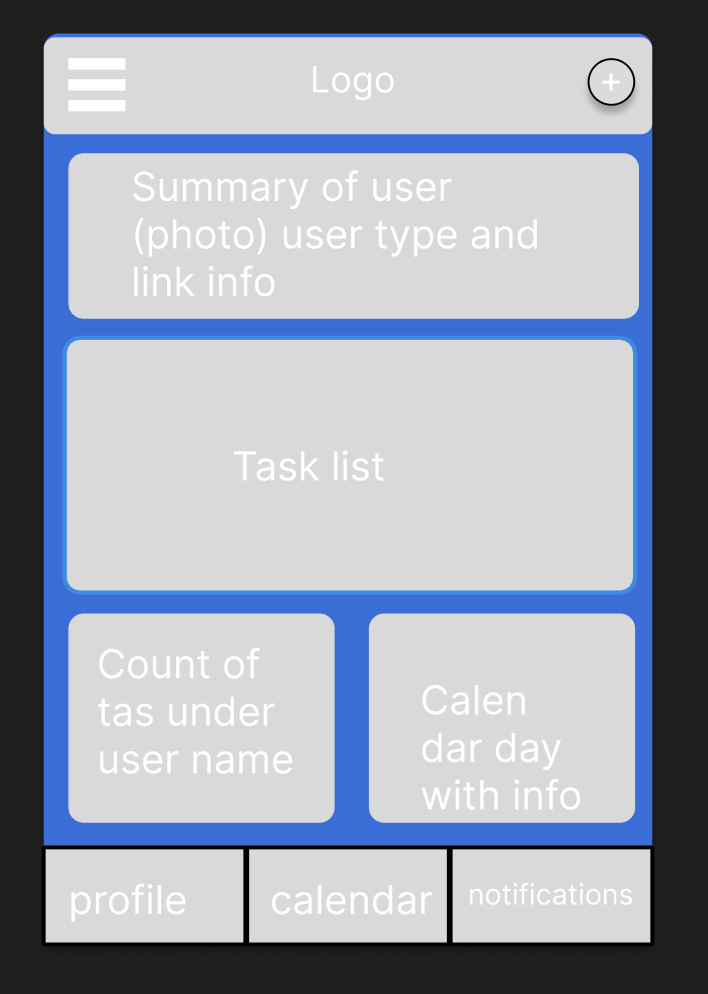 Logo
+
Summary of user
(photo) user type and
link info
Task list
Count of
tas under
user name
Calen
dar day
with info
profile
calendar
notifications